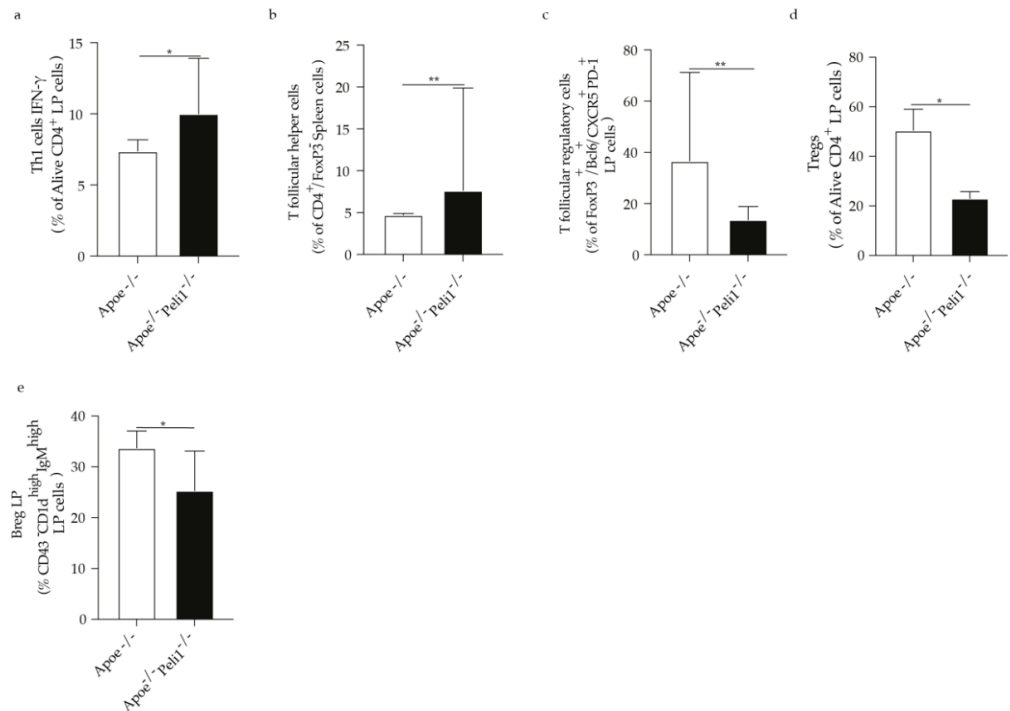 a
b
c
d
Th1 cells IFN-γ
(% of Alive CD4⁺ LP cells)
15
10
5
0
*
Apoe -/-
Apoe⁻/⁻Peli1⁻/⁻
T follicular helper cells
(% of CD4⁺/FoxP3⁻ Spleen cells)
25
20
15
10
5
0
**
Apoe -/-
Apoe⁻/⁻Peli1⁻/⁻
T follicular regulatory cells
(% of FoxP3⁺/Bcl6⁺/CXCR5⁺PD-1⁺
LP cells)
80
60
40
20
0
**
Apoe -/-
Apoe⁻/⁻Peli1⁻/⁻
Tregs
(% of Alive CD4⁺ LP cells)
80
60
40
20
0
*
Apoe -/-
Apoe⁻/⁻Peli1⁻/⁻
e
Breg LP
(% CD43⁻CD1d^high IgM^high
LP cells)
40
30
20
10
0
*
Apoe -/-
Apoe⁻/⁻Peli1⁻/⁻